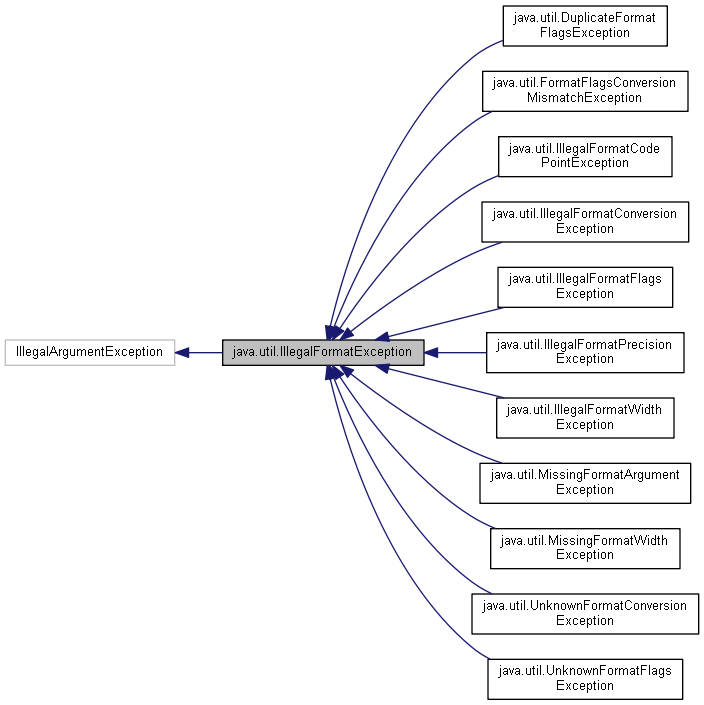 java.util.DuplicateFormat
FlagsException
java.util.FormatFlagsConversion
MismatchException
java.util.IllegalFormatCode
PointException
java.util.IllegalFormatConversion
Exception
java.util.IllegalFormatFlags
Exception
IllegalArgumentException
java.util.IllegalFormatException
java.util.IllegalFormatPrecision
Exception
java.util.IllegalFormatWidth
Exception
java.util.MissingFormatArgument
Exception
java.util.MissingFormatWidth
Exception
java.util.UnknownFormatConversion
Exception
java.util.UnknownFormatFlags
Exception